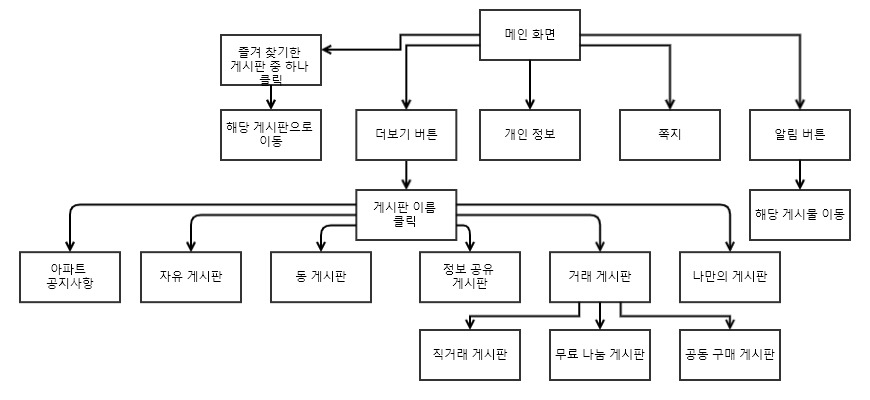 메인 화면
즐겨 찾기한
게시판 중 하나
클릭
해당 게시판으로
이동
더보기 버튼
개인 정보
쪽지
알림 버튼
게시판 이름
클릭
해당 게시물 이동
아파트
공지사항
자유 게시판
동 게시판
정보 공유
게시판
거래 게시판
나만의 게시판
직거래 게시판
무료 나눔 게시판
공동 구매 게시판